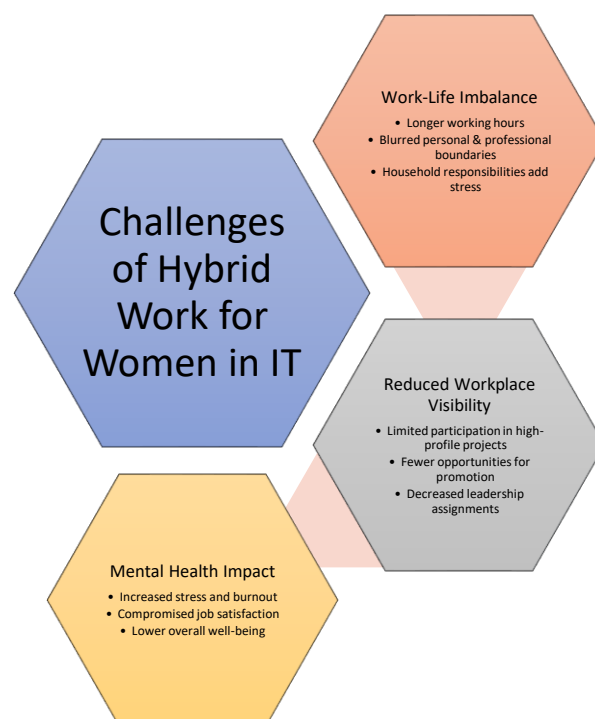 Challenges
of Hybrid
Work for
Women in IT
Work-Life Imbalance
• Longer working hours
• Blurred personal & professional
boundaries
• Household responsibilities add
stress
Reduced Workplace
Visibility
• Limited participation in high-
profile projects
• Fewer opportunities for
promotion
• Decreased leadership
assignments
Mental Health Impact
• Increased stress and burnout
• Compromised job satisfaction
• Lower overall well-being